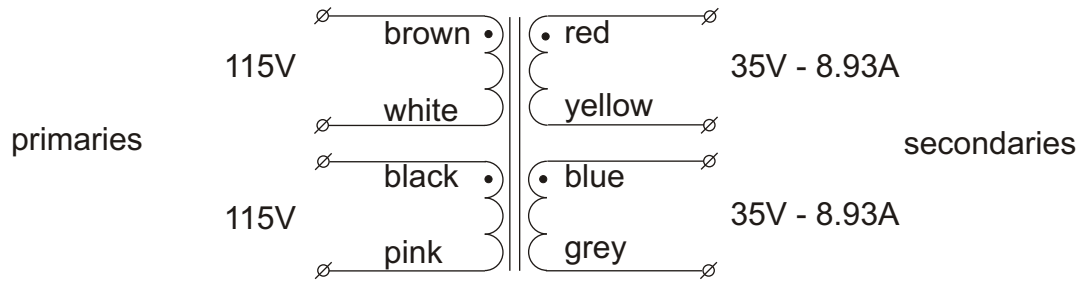 brown
red
115V
35V - 8.93A
white
yellow
primaries
secondaries
black
blue
115V
35V - 8.93A
pink
grey